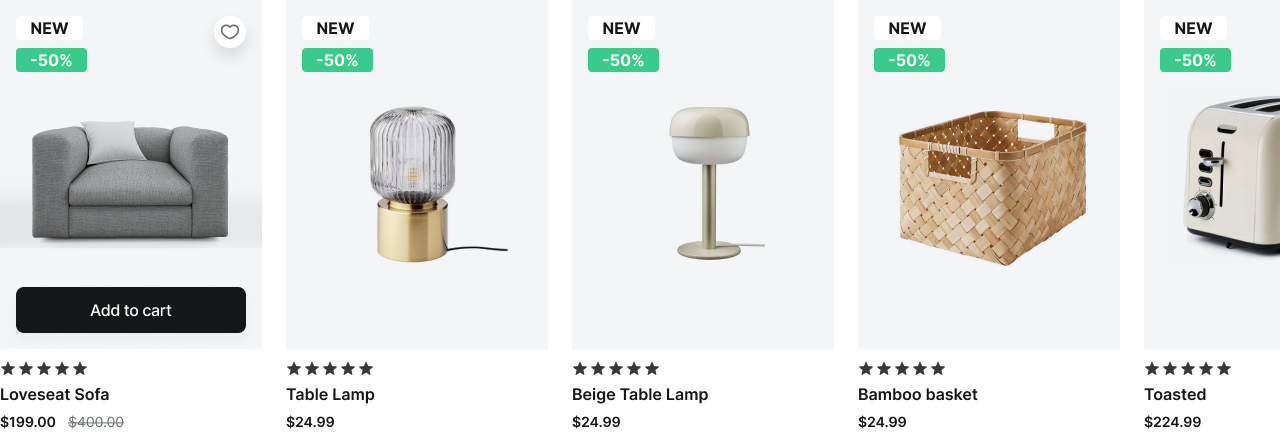 NEW
-50%
Add to cart
Loveseat Sofa
$199.00 $400.00
NEW
-50%
Table Lamp
$24.99
NEW
-50%
Beige Table Lamp
$24.99
NEW
-50%
Bamboo basket
$24.99
NEW
-50%
Toasted
$224.99